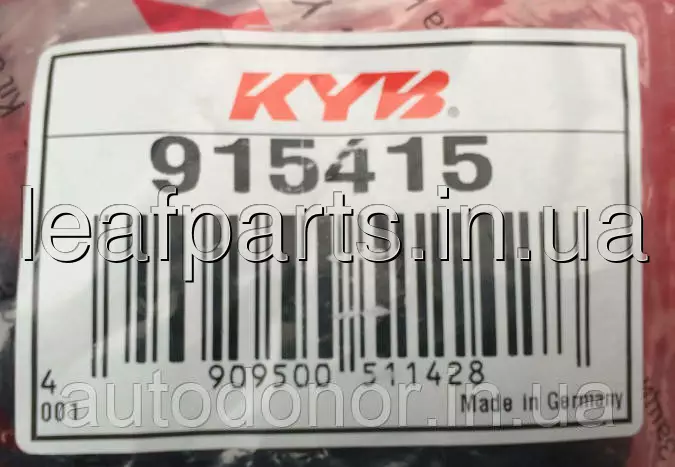 KYB®
915415
leafparts.in.ua
4 909500 511428
autodonor.in.ua
001
Made in Germany